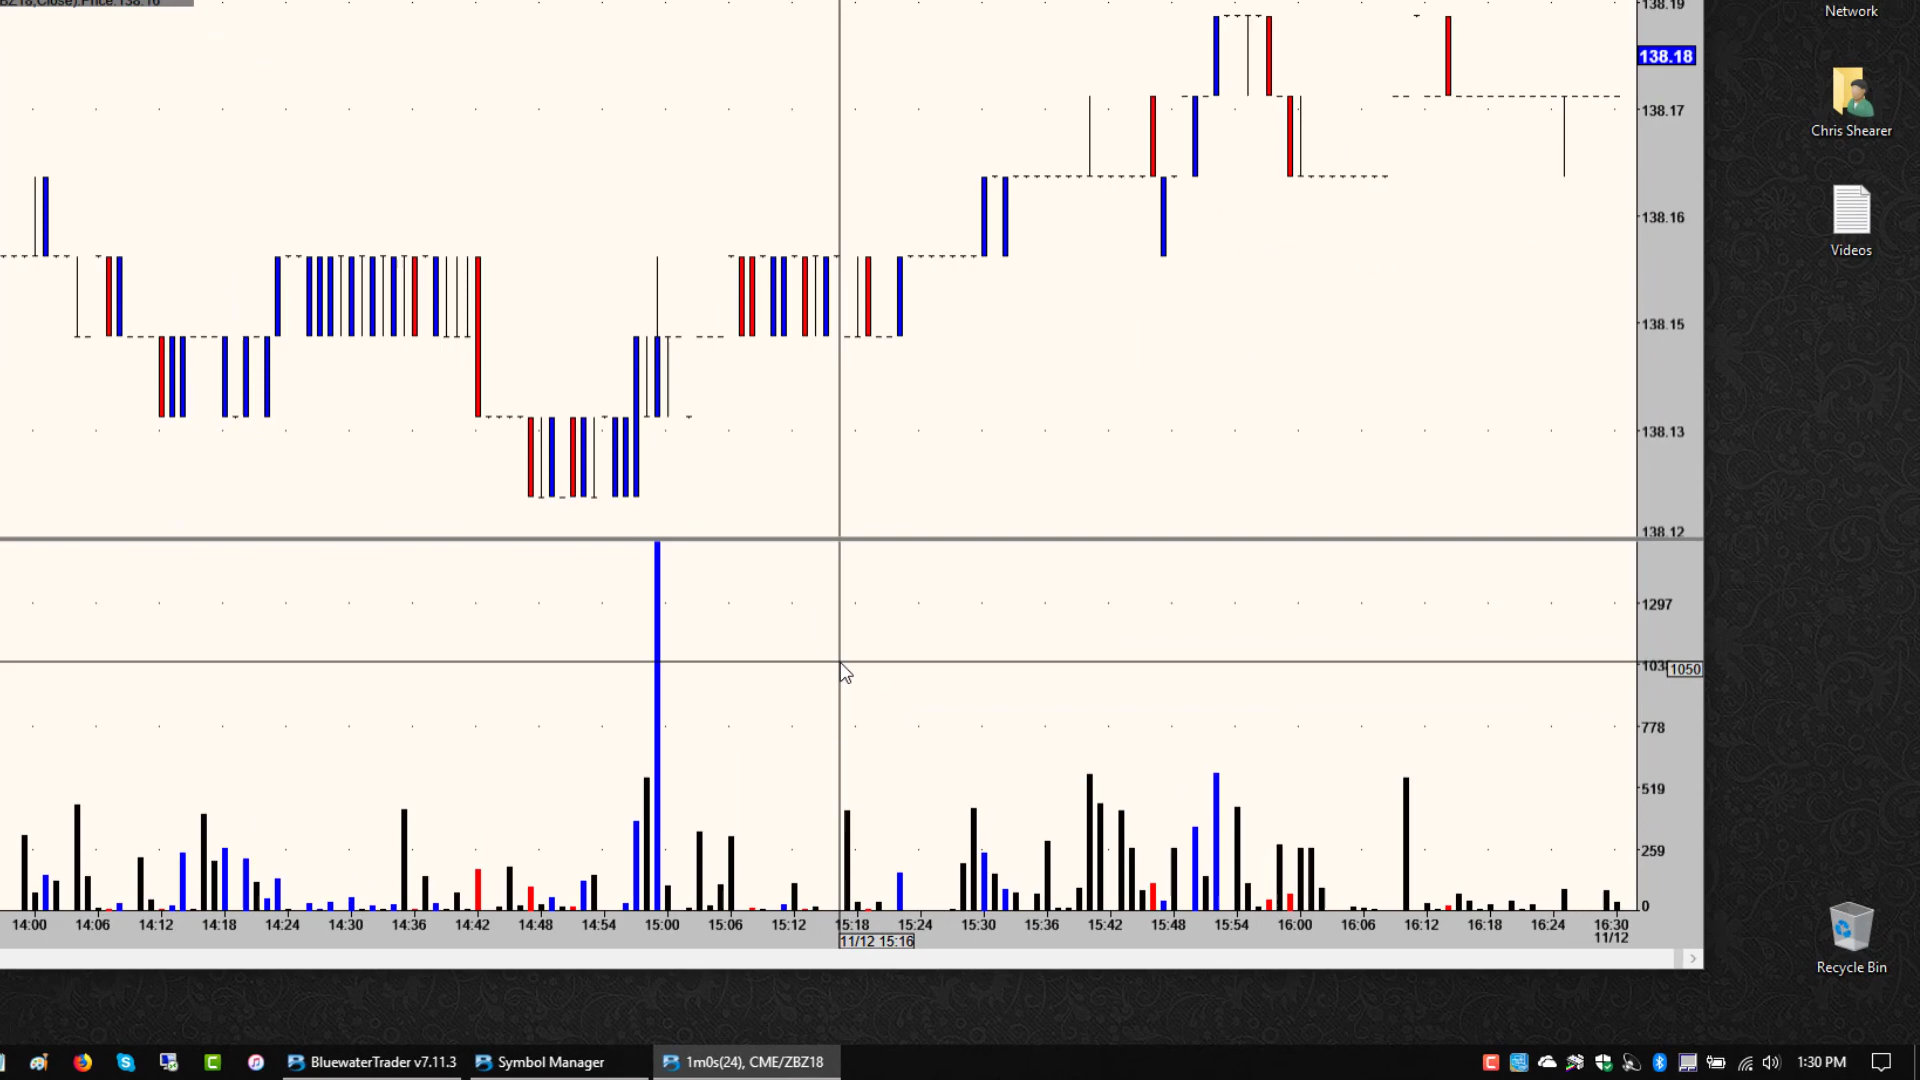 138.19
Network
138.18
138.17
Chris Shearer
138.16
Videos
138.15
138.13
138.12
1297
1050
778
519
259
0
14:00 14:06 14:12 14:18 14:24 14:30 14:36 14:42 14:48 14:54 15:00 15:06 15:12 15:18 15:24 15:30 15:36 15:42 15:48 15:54 16:00 16:06 16:12 16:18 16:24 16:30
11/12 15:16
11/12
Recycle Bin
BluewaterTrader v7.11.3 Symbol Manager 1m0s(24), CME/ZBZ18 1:30 PM